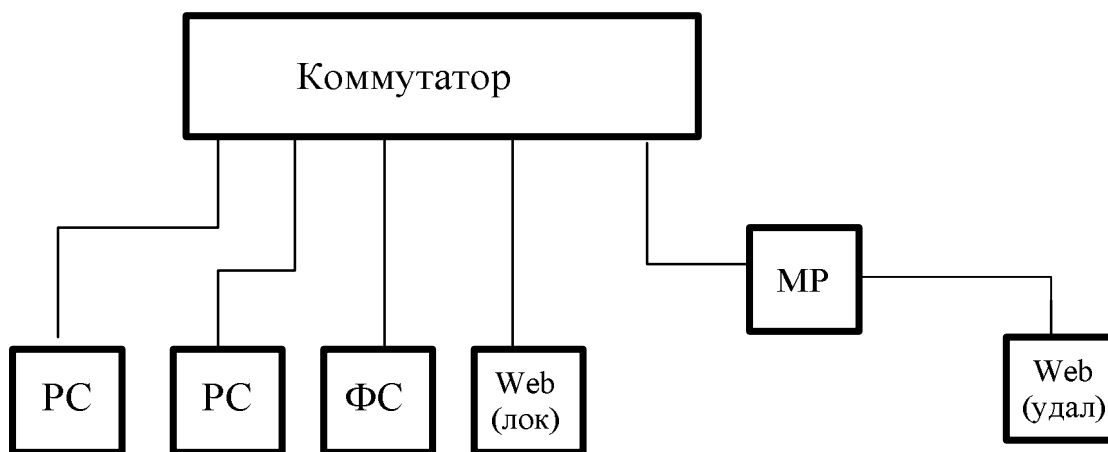 Коммутатор
МР
РС
РС
ФС
Web
(лок)
Web
(удал)